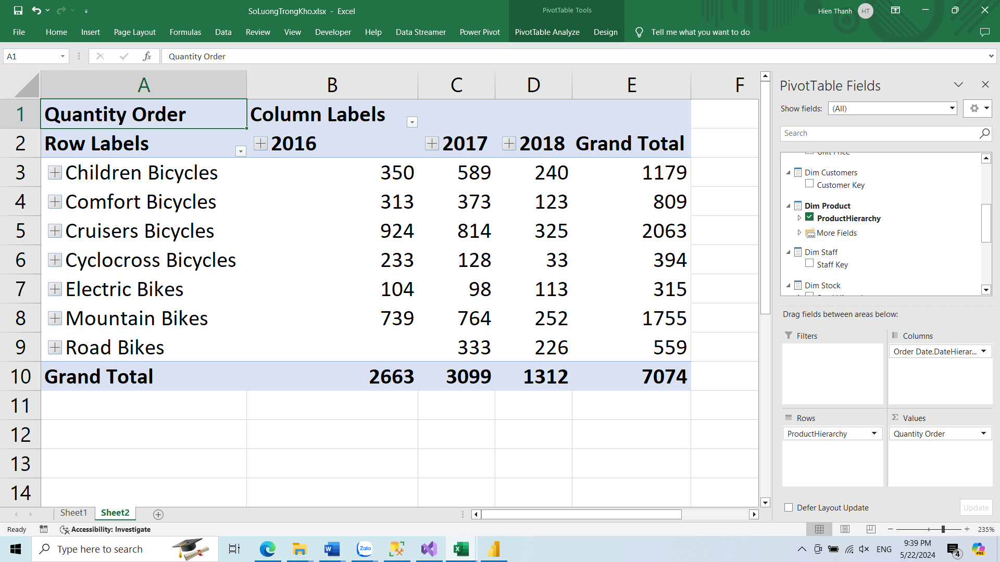 SoLuongTrongKho.xlsx - Excel
PivotTable Tools
Hien Thanh
HT
File Home Insert Page Layout Formulas Data Review View Developer Help Data Streamer Power Pivot PivotTable Analyze Design Tell me what you want to do
A1
fx
Quantity Order
A B C D E F
1 Quantity Order Column Labels
2 Row Labels 2016 2017 2018 Grand Total
3 Children Bicycles 350 589 240 1179
4 Comfort Bicycles 313 373 123 809
5 Cruisers Bicycles 924 814 325 2063
6 Cyclocross Bicycles 233 128 33 394
7 Electric Bikes 104 98 113 315
8 Mountain Bikes 739 764 252 1755
9 Road Bikes 333 226 559
10 Grand Total 2663 3099 1312 7074
11
12
13
14
PivotTable Fields
Show fields: (All)
Search
Unit Price
Dim Customers
Customer Key
Dim Product
ProductHierarchy
More Fields
Dim Staff
Staff Key
Dim Stock
Drag fields between areas below:
Filters
Columns
Order Date.DateHierar...
Rows
Σ Values
ProductHierarchy
Quantity Order
Defer Layout Update
Update
Sheet1 Sheet2
Ready
Accessibility: Investigate
235%
Type here to search
Zalo
ENG
9:39 PM
5/22/2024
4
PRE